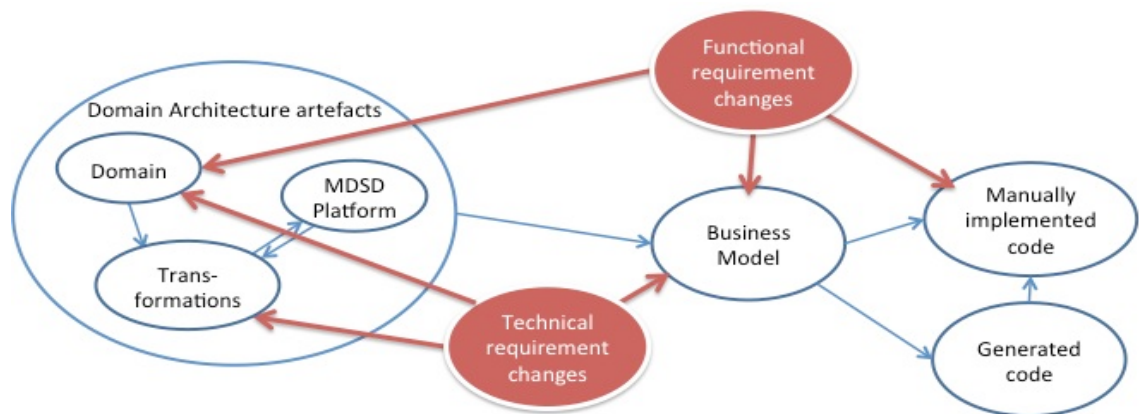 Functional
requirement
changes
Domain Architecture artefacts
Domain
MDSD
Platform
Trans-
formations
Business
Model
Manually
implemented
code
Technical
requirement
changes
Generated
code